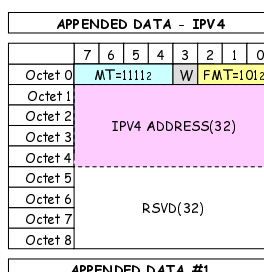 APPENDED DATA - IPV4
7 6 5 4 3 2 1 0
Octet 0 MT=1111₂ W FMT=101₂
Octet 1
Octet 2
IPV4 ADDRESS(32)
Octet 3
Octet 4
Octet 5
Octet 6
RSVD(32)
Octet 7
Octet 8
APPENDED DATA #1